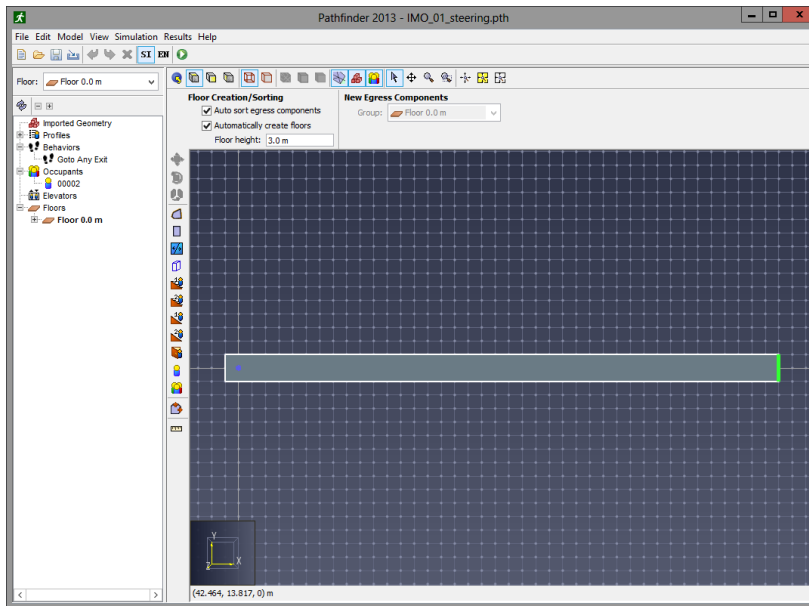 Pathfinder 2013 - IMO_01_steering.pth
File Edit Model View Simulation Results Help
SI EN
Floor: Floor 0.0 m
Floor Creation/Sorting
Auto sort egress components
Automatically create floors
Floor height: 3.0 m
New Egress Components
Group: Floor 0.0 m
Imported Geometry
Profiles
Behaviors
Goto Any Exit
Occupants
00002
Elevators
Floors
Floor 0.0 m
Y
Z X
(42.464, 13.817, 0) m